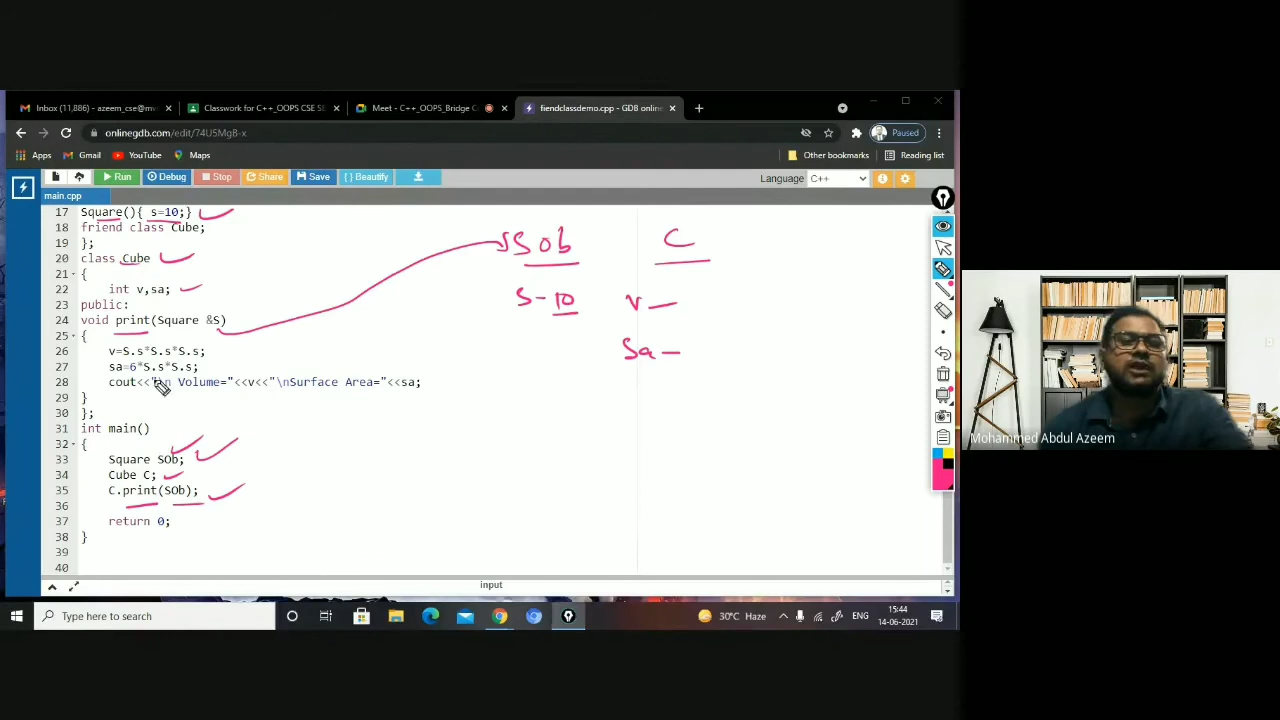 Inbox (11,886) - azeem_cse@mv
Classwork for C++_OOPS CSE SE
Meet - C++_OOPS_Bridge C
fiendclassdemo.cpp - GDB online
onlinegdb.com/edit/74U5MgB-x
Paused
Apps Gmail YouTube Maps
Other bookmarks Reading list
Run Debug Stop Share Save { } Beautify
Language C++
main.cpp
17 Square(){ s=10;}
18 friend class Cube;
19 };
20 class Cube
21 {
22 int v,sa;
23 public:
24 void print(Square &S)
25 {
26 v=S.s*S.s*S.s;
27 sa=6*S.s*S.s;
28 cout<<"\n Volume="<<v<<"\nSurface Area="<<sa;
29 }
30 };
31 int main()
32 {
33 Square SOb;
34 Cube C;
35 C.print(SOb);
36
37 return 0;
38 }
39
40
Sob C
S-10 v
Sa
input
Mohammed Abdul Azeem
Type here to search
30°C Haze
ENG
15:44
14-06-2021